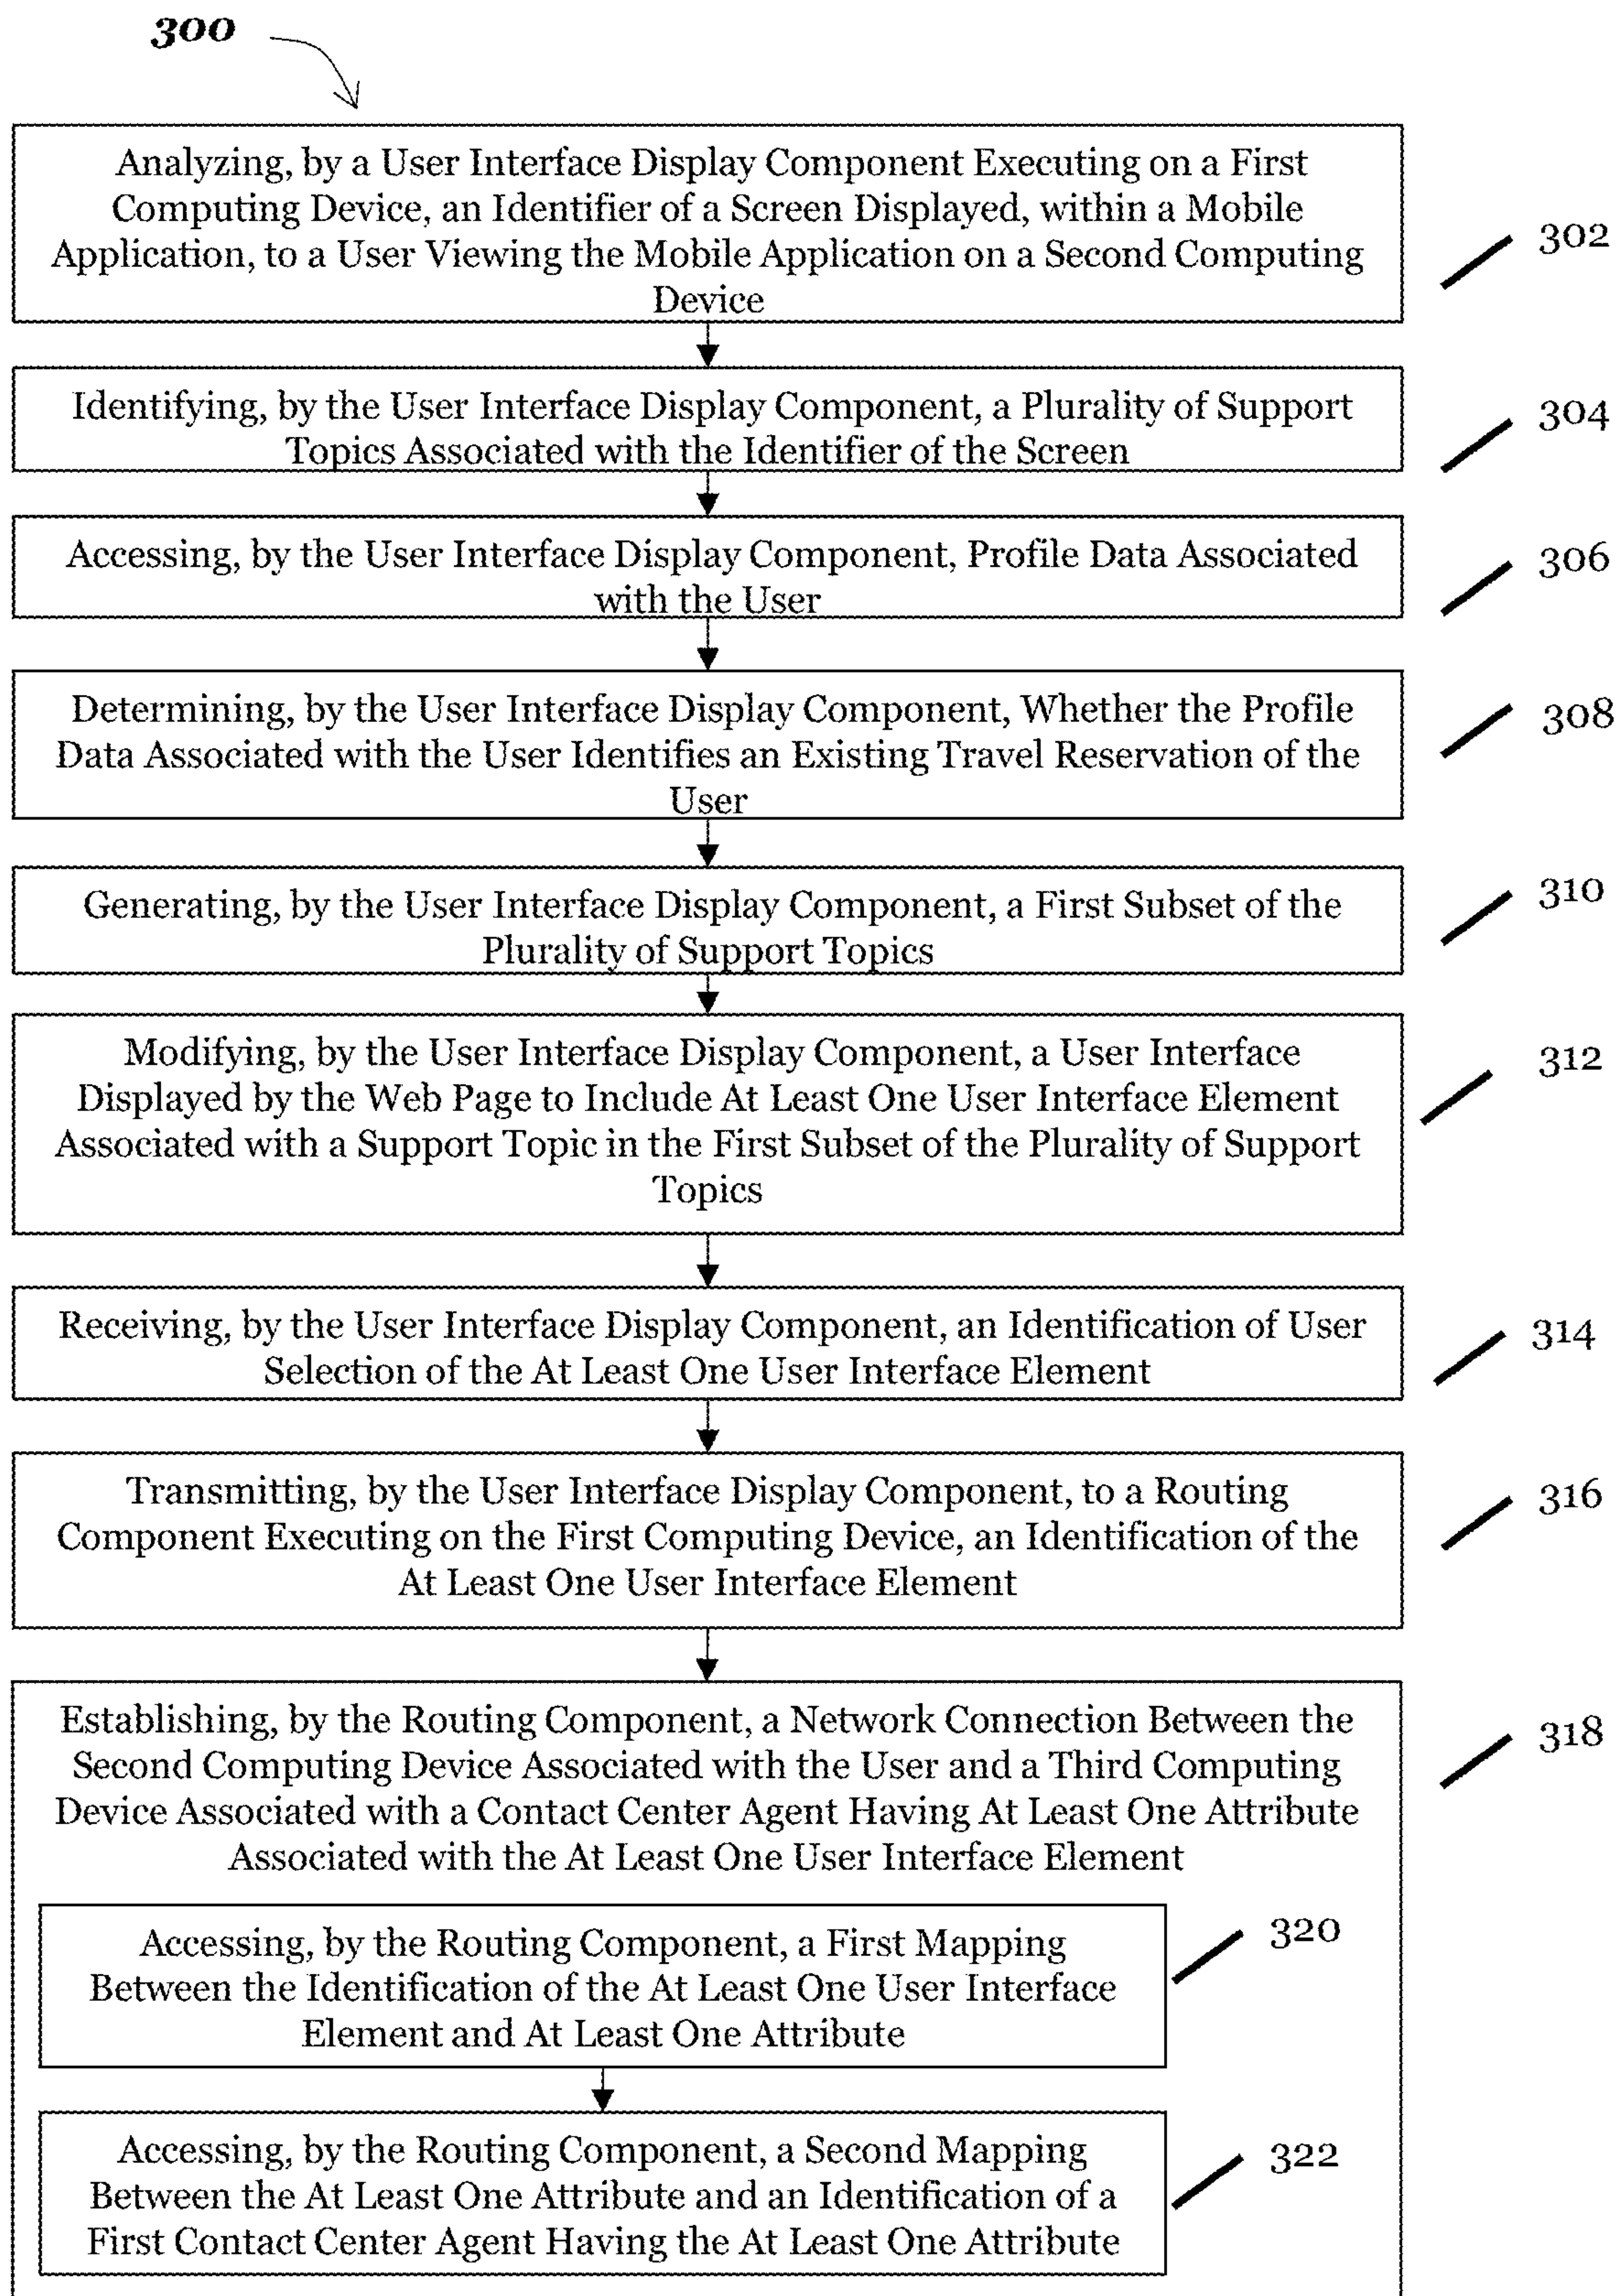 300
Analyzing, by a User Interface Display Component Executing on a First
Computing Device, an Identifier of a Screen Displayed, within a Mobile
Application, to a User Viewing the Mobile Application on a Second Computing
Device
302
Identifying, by the User Interface Display Component, a Plurality of Support
Topics Associated with the Identifier of the Screen
304
Accessing, by the User Interface Display Component, Profile Data Associated
with the User
306
Determining, by the User Interface Display Component, Whether the Profile
Data Associated with the User Identifies an Existing Travel Reservation of the
User
308
Generating, by the User Interface Display Component, a First Subset of the
Plurality of Support Topics
310
Modifying, by the User Interface Display Component, a User Interface
Displayed by the Web Page to Include At Least One User Interface Element
Associated with a Support Topic in the First Subset of the Plurality of Support
Topics
312
Receiving, by the User Interface Display Component, an Identification of User
Selection of the At Least One User Interface Element
314
Transmitting, by the User Interface Display Component, to a Routing
Component Executing on the First Computing Device, an Identification of the
At Least One User Interface Element
316
Establishing, by the Routing Component, a Network Connection Between the
Second Computing Device Associated with the User and a Third Computing
Device Associated with a Contact Center Agent Having At Least One Attribute
Associated with the At Least One User Interface Element
318
Accessing, by the Routing Component, a First Mapping
Between the Identification of the At Least One User Interface
Element and At Least One Attribute
320
Accessing, by the Routing Component, a Second Mapping
Between the At Least One Attribute and an Identification of a
First Contact Center Agent Having the At Least One Attribute
322